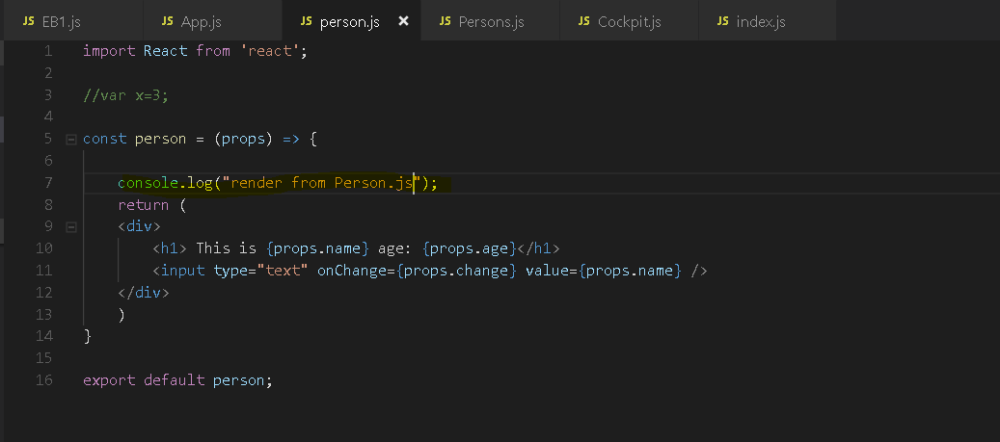 JS EB1.js JS App.js JS person.js × JS Persons.js JS Cockpit.js JS index.js
1 import React from 'react';
2
3 //var x=3;
4
5 const person = (props) => {
6
7 console.log("render from Person.js");
8 return (
9 <div>
10 <h1> This is {props.name} age: {props.age}</h1>
11 <input type="text" onChange={props.change} value={props.name} />
12 </div>
13 )
14 }
15
16 export default person;